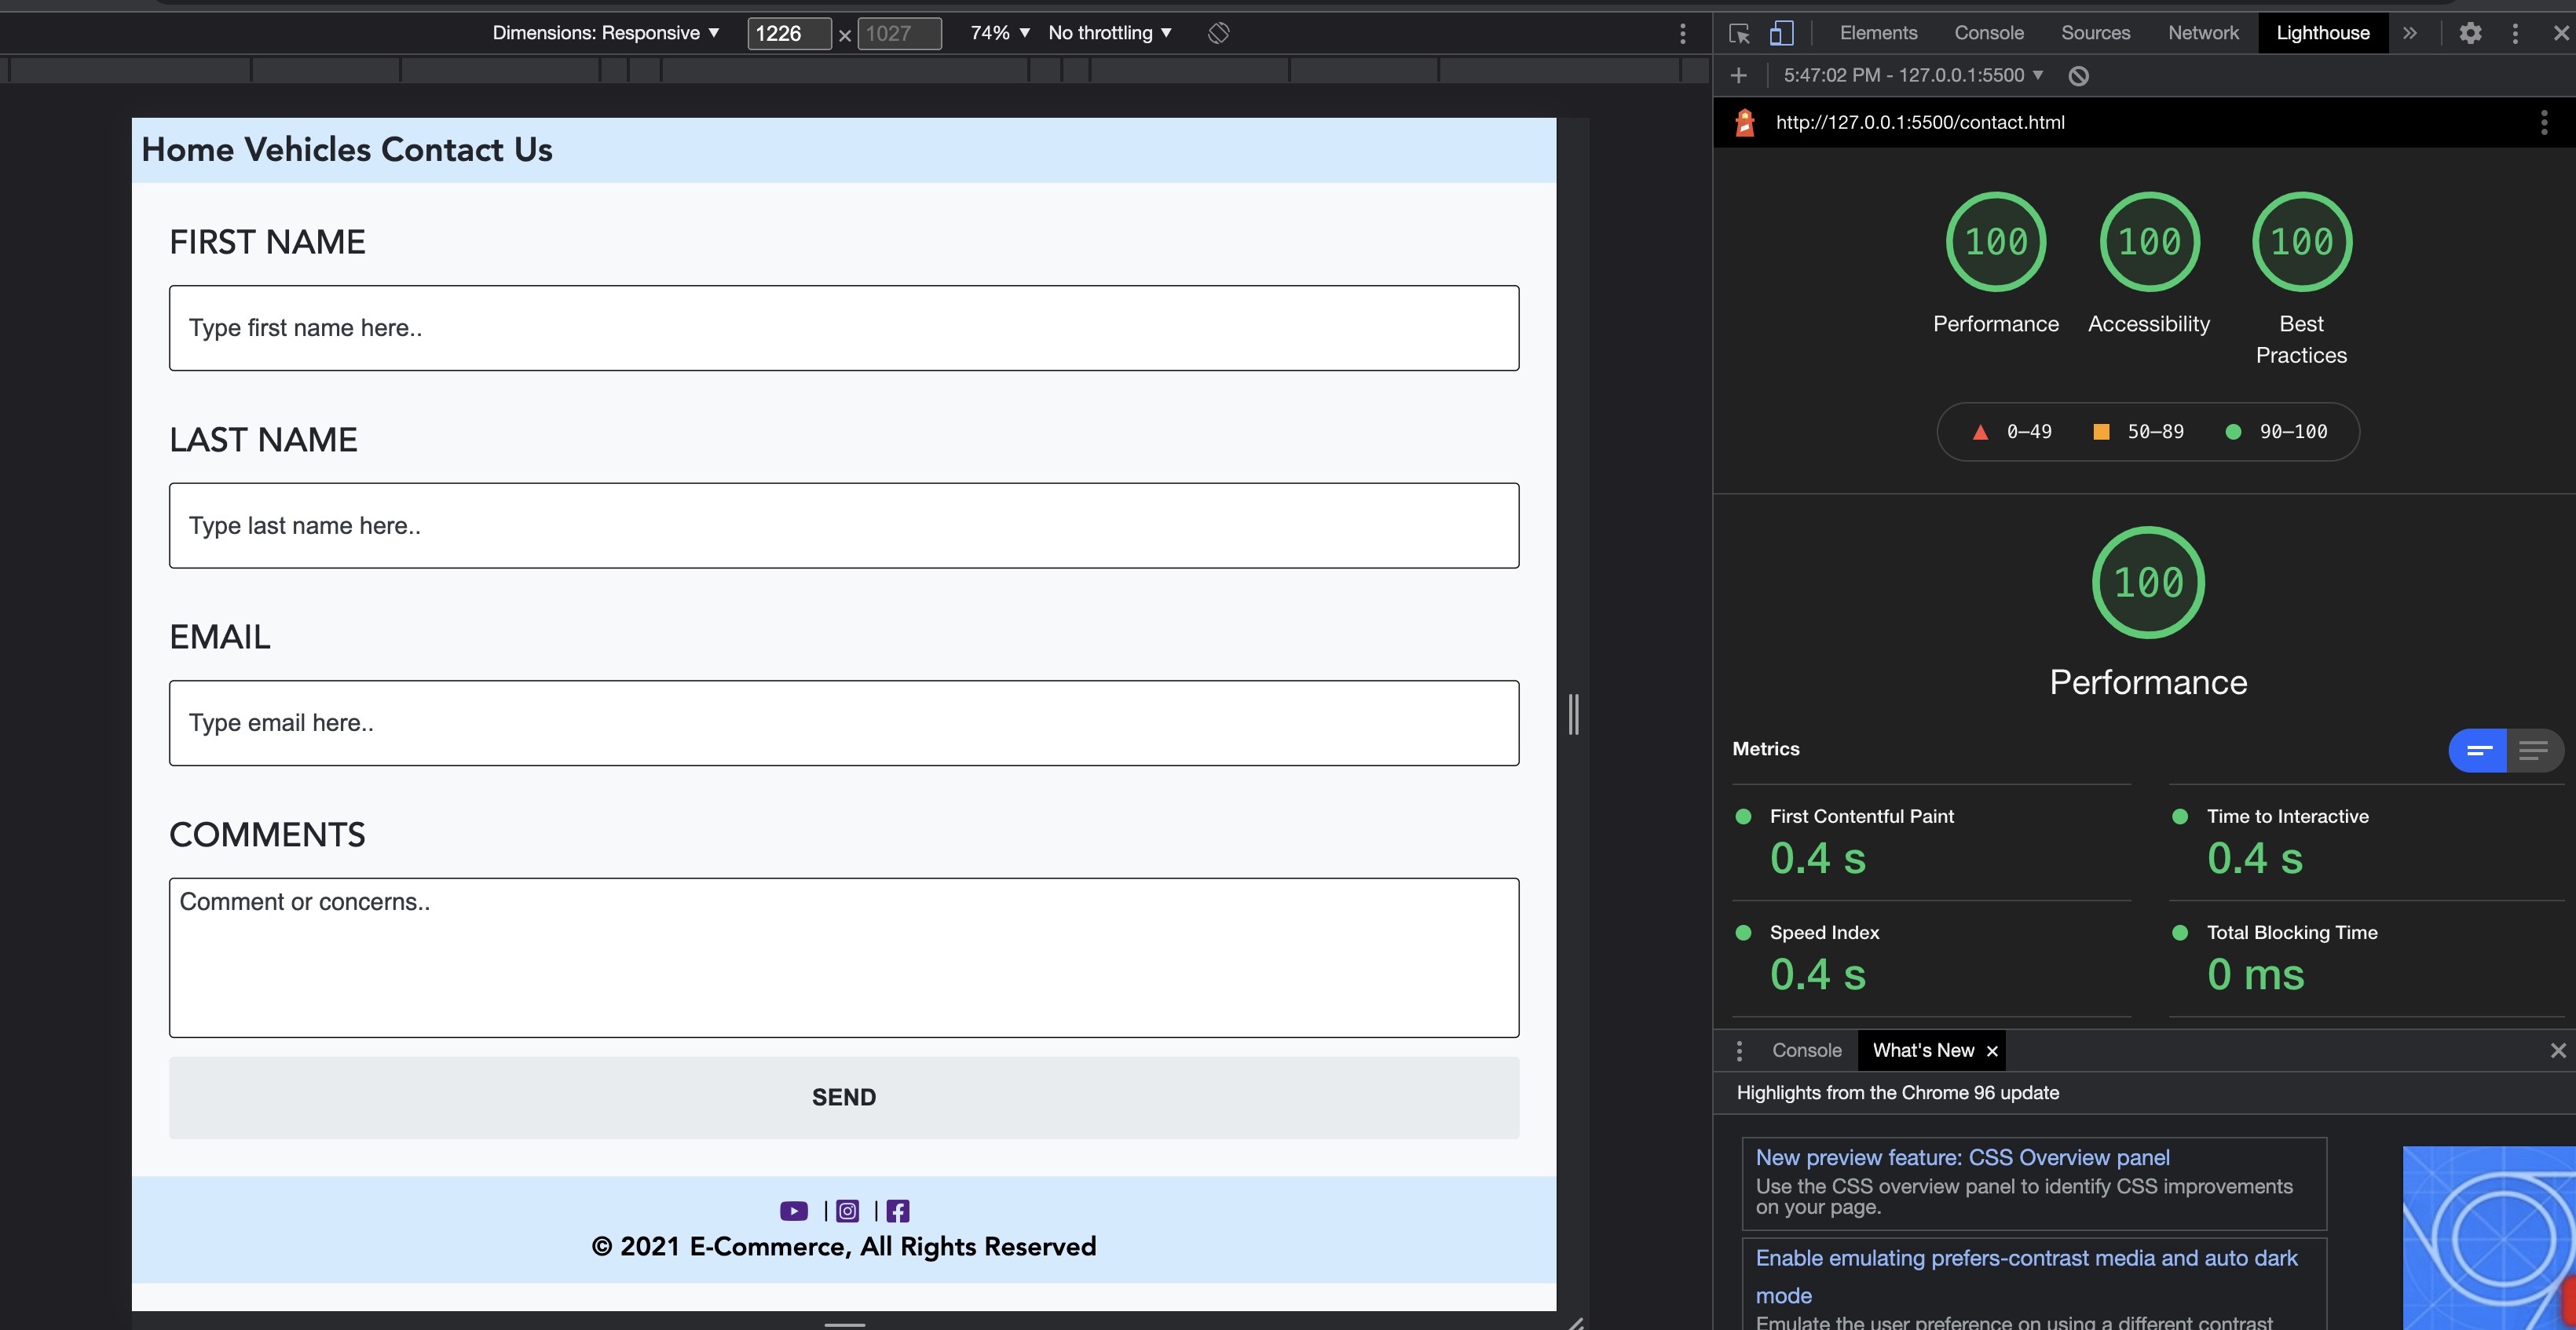 Dimensions: Responsive ▼ 1226 × 1027 74% ▼ No throttling ▼
Elements Console Sources Network Lighthouse »
5:47:02 PM - 127.0.0.1:5500 ▼
http://127.0.0.1:5500/contact.html
Home Vehicles Contact Us
FIRST NAME
Type first name here..
LAST NAME
Type last name here..
EMAIL
Type email here..
COMMENTS
Comment or concerns..
SEND
© 2021 E-Commerce, All Rights Reserved
100 100 100
Performance Accessibility Best
Practices
0–49 50–89 90–100
100
Performance
Metrics
First Contentful Paint
0.4 s
Time to Interactive
0.4 s
Speed Index
0.4 s
Total Blocking Time
0 ms
Console What's New ×
Highlights from the Chrome 96 update
New preview feature: CSS Overview panel
Use the CSS overview panel to identify CSS improvements
on your page.
Enable emulating prefers-contrast media and auto dark
mode
Emulate the user preference on using a different contrast